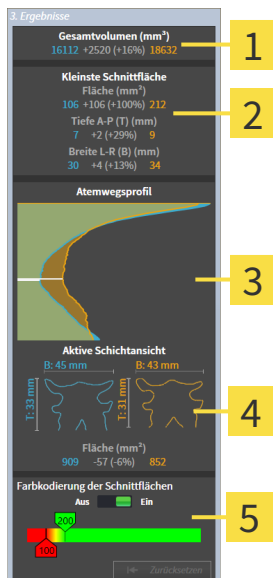 3. Ergebnisse
Gesamtvolumen (mm³)
16112 +2520 (+16%) 18632
1
Kleinste Schnittfläche
Fläche (mm²)
106 +106 (+100%) 212
Tiefe A-P (T) (mm)
7 +2 (+29%) 9
Breite L-R (B) (mm)
30 +4 (+13%) 34
2
Atemwegsprofil
3
Aktive Schichtansicht
B: 45 mm B: 43 mm
T: 33 mm T: 31 mm
4
Fläche (mm²)
909 -57 (-6%) 852
Farbkodierung der Schnittflächen
Aus Ein
5
200
100
Zurücksetzen